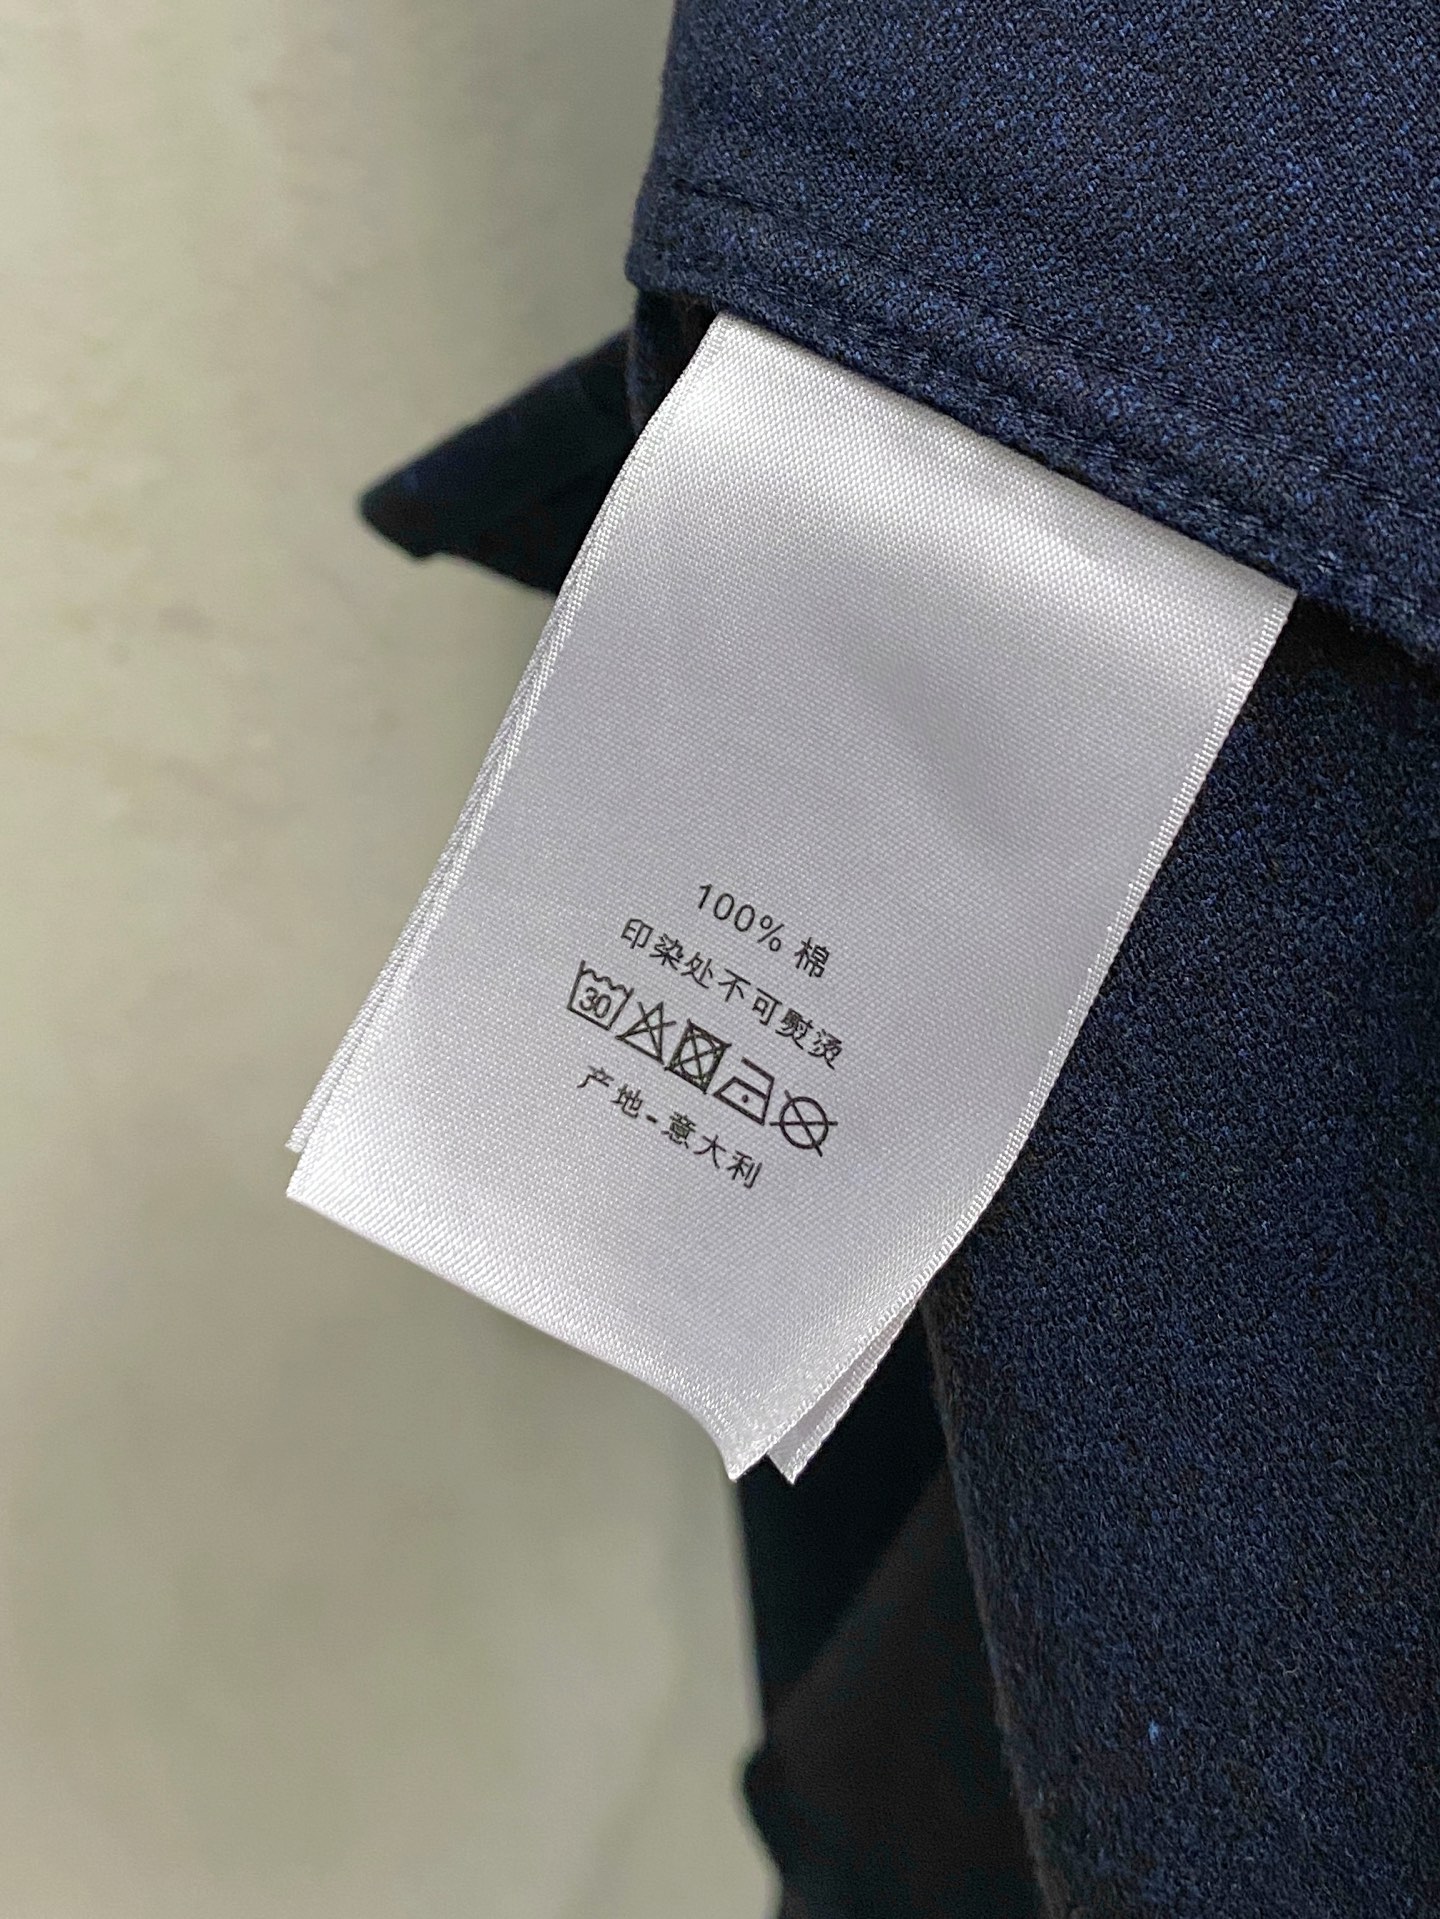 100% 棉
印染处不可熨烫
30
产地-意大利